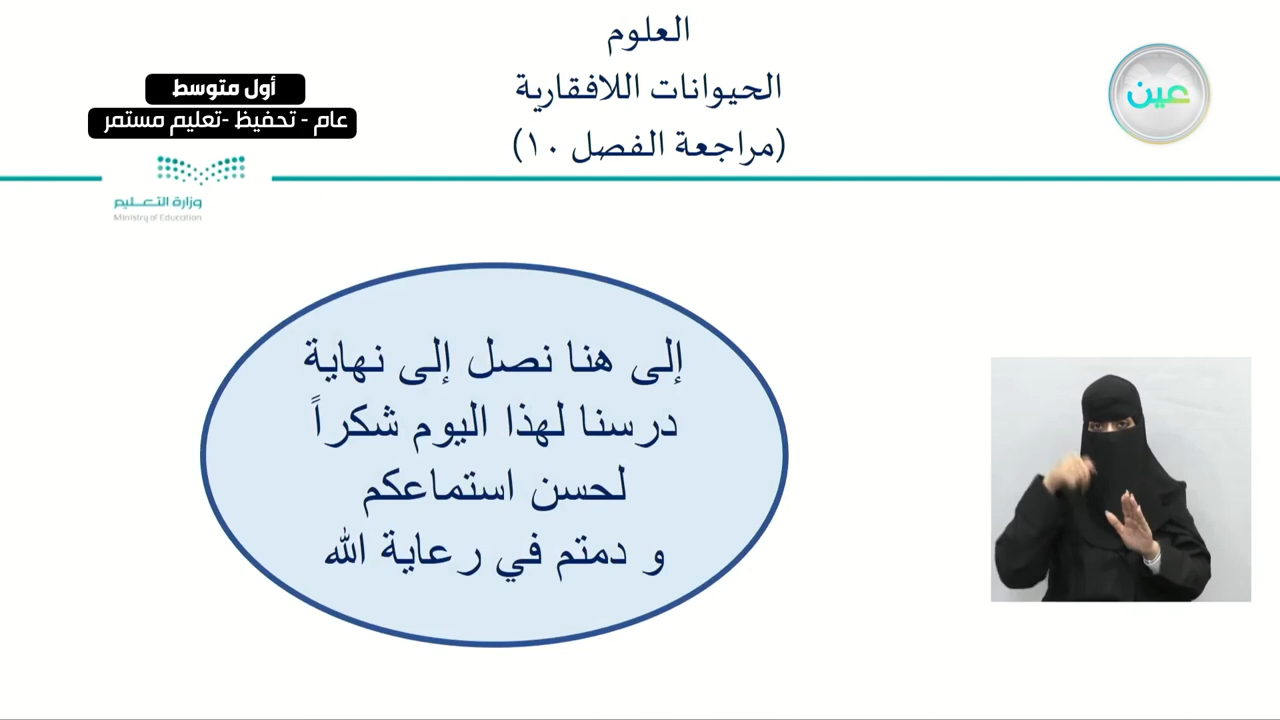 العلوم
الحيوانات اللافقارية
(مراجعة الفصل ١٠)
عين
أول متوسط
عام - تحفيظ -تعليم مستمر
وزارة التعـليم
Ministry of Education
إلى هنا نصل إلى نهاية
درسنا لهذا اليوم شكراً
لحسن استماعكم
و دمتم في رعاية الله